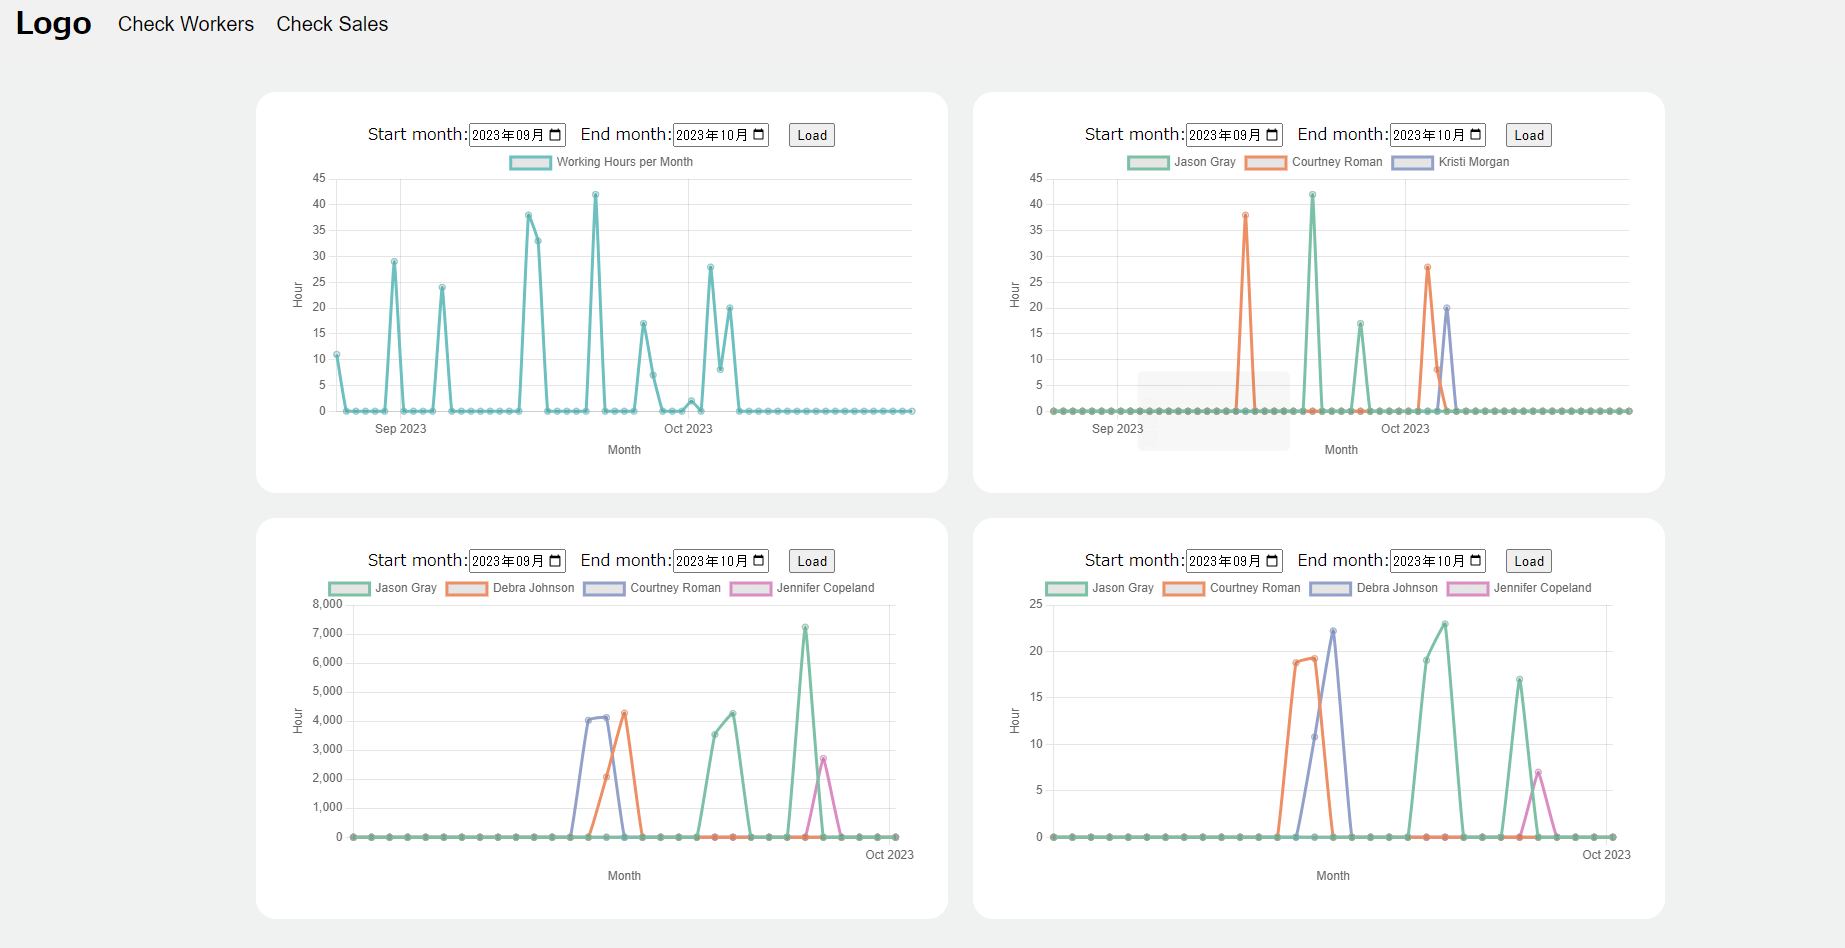 Logo Check Workers Check Sales
Start month: 2023年09月 End month: 2023年10月 Load
Working Hours per Month
45
40
35
30
25
20
15
10
5
0
Hour
Sep 2023 Oct 2023
Month
Start month: 2023年09月 End month: 2023年10月 Load
Jason Gray Courtney Roman Kristi Morgan
45
40
35
30
25
20
15
10
5
0
Hour
Sep 2023 Oct 2023
Month
Start month: 2023年09月 End month: 2023年10月 Load
Jason Gray Debra Johnson Courtney Roman Jennifer Copeland
8,000
7,000
6,000
5,000
4,000
3,000
2,000
1,000
0
Hour
Oct 2023
Month
Start month: 2023年09月 End month: 2023年10月 Load
Jason Gray Courtney Roman Debra Johnson Jennifer Copeland
25
20
15
10
5
0
Hour
Oct 2023
Month